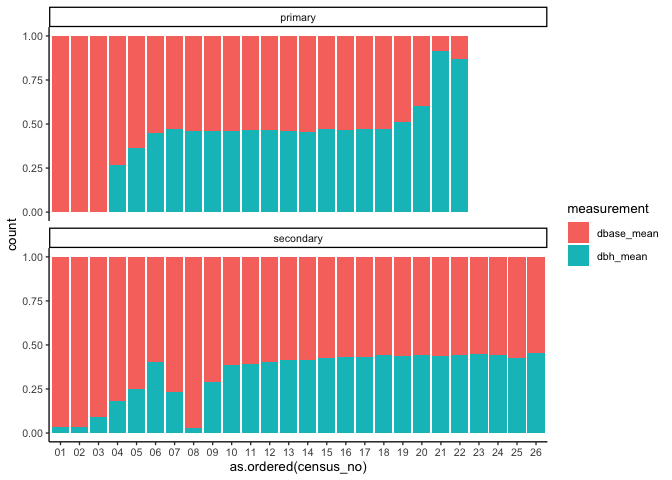 primary
1.00
0.75
0.50
0.25
0.00
count
secondary
1.00
0.75
0.50
0.25
0.00
01 02 03 04 05 06 07 08 09 10 11 12 13 14 15 16 17 18 19 20 21 22 23 24 25 26
as.ordered(census_no)
measurement
dbase_mean
dbh_mean